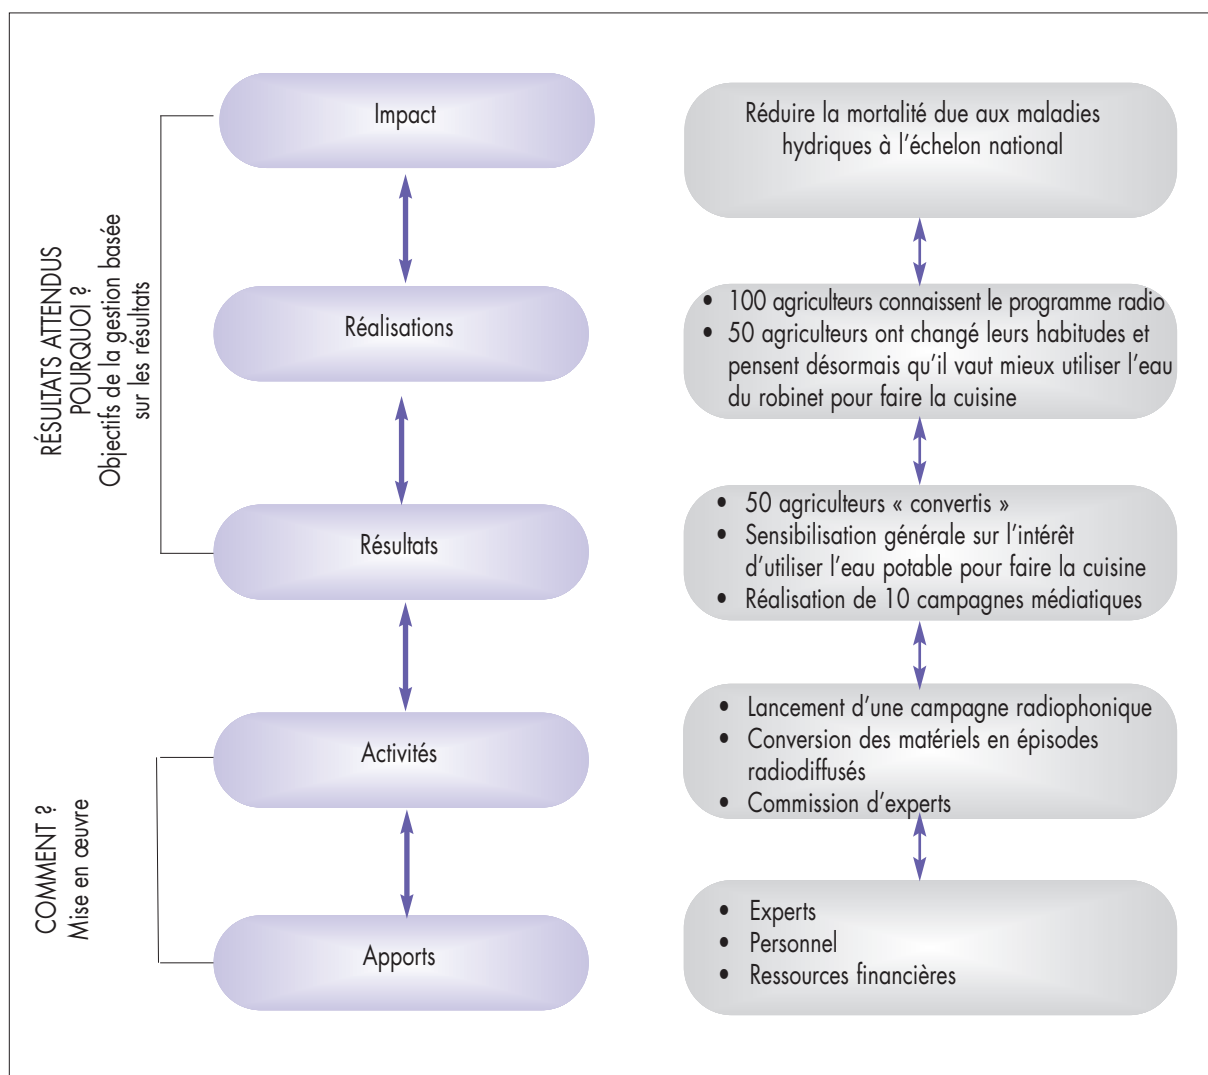 RÉSULTATS ATTENDUS
POURQUOI ?
Objectifs de la gestion basée
sur les résultats
COMMENT ?
Mise en œuvre
Impact
Réalisations
Résultats
Activités
Apports
Réduire la mortalité due aux maladies
hydriques à l’échelon national
• 100 agriculteurs connaissent le programme radio
• 50 agriculteurs ont changé leurs habitudes et
pensent désormais qu’il vaut mieux utiliser l’eau
du robinet pour faire la cuisine
• 50 agriculteurs « convertis »
• Sensibilisation générale sur l’intérêt
d’utiliser l’eau potable pour faire la cuisine
• Réalisation de 10 campagnes médiatiques
• Lancement d’une campagne radiophonique
• Conversion des matériels en épisodes
radiodiffusés
• Commission d’experts
• Experts
• Personnel
• Ressources financières